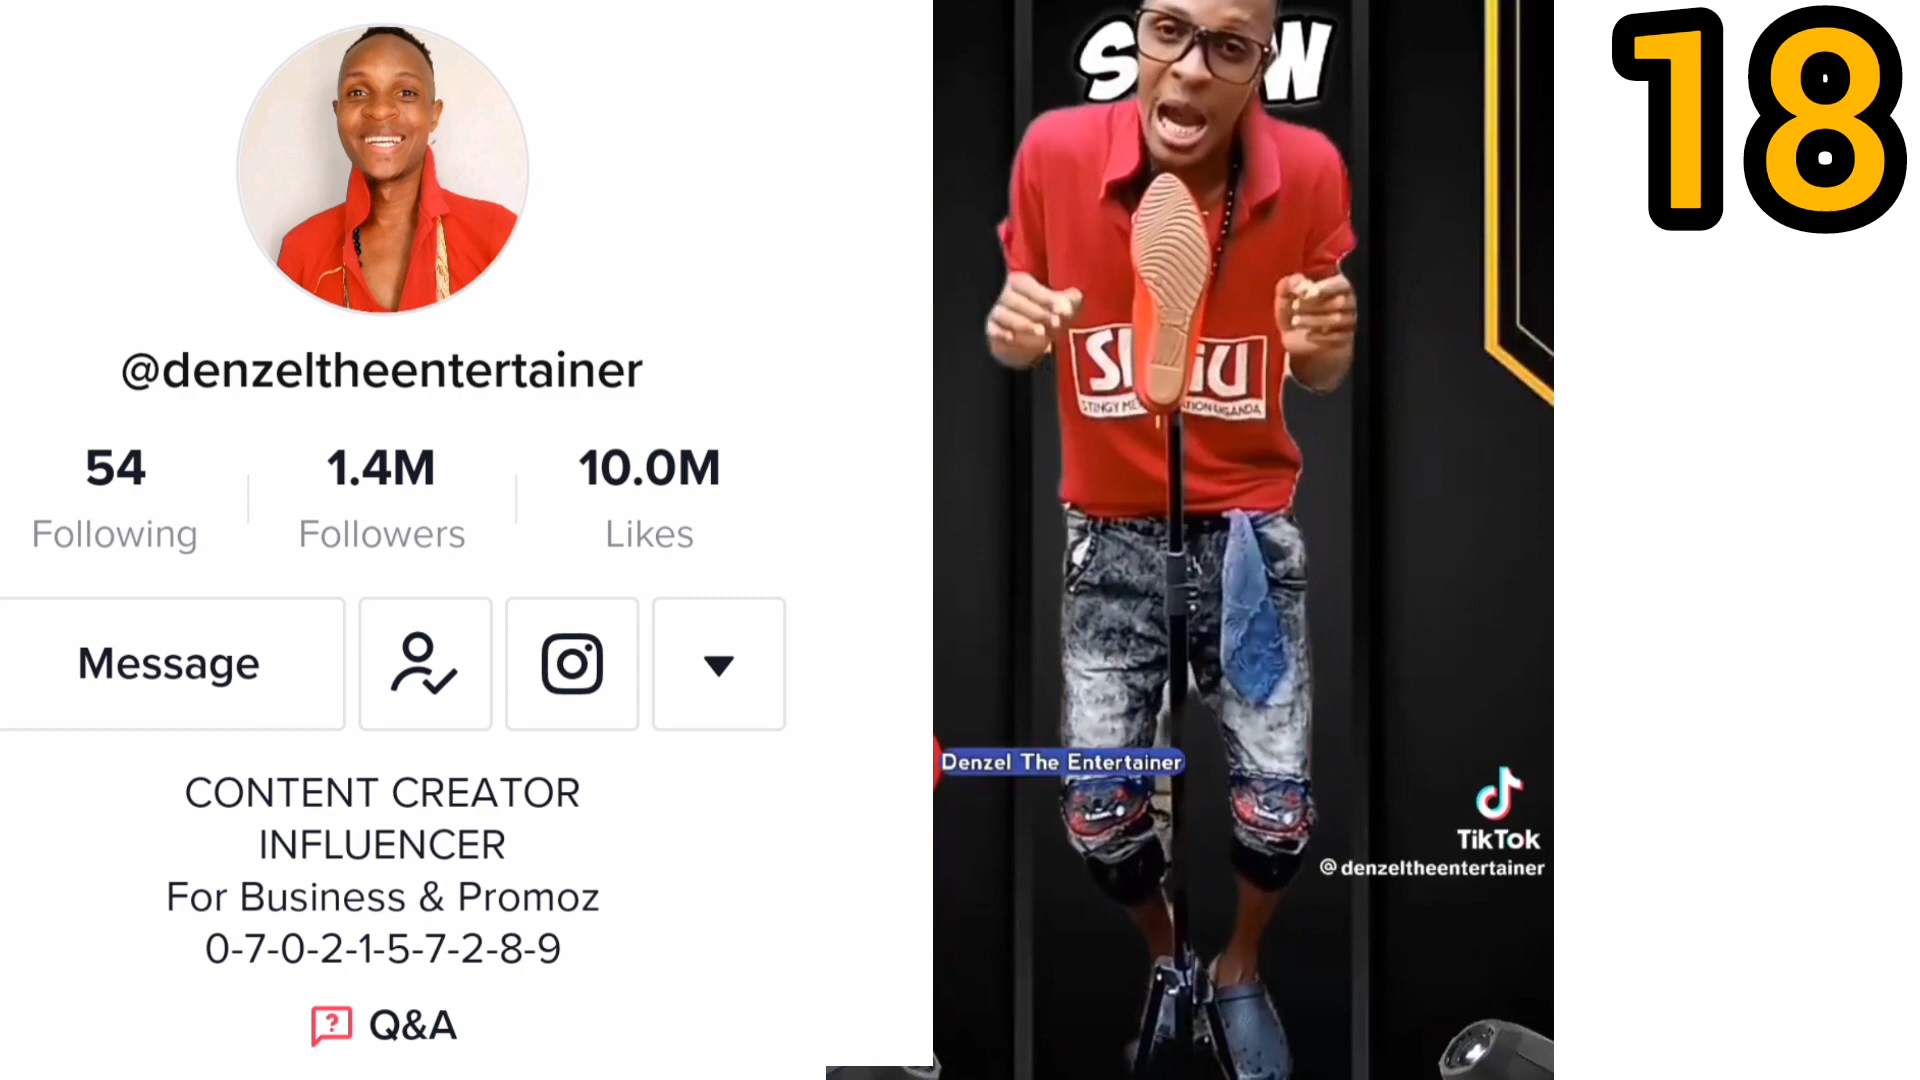 @denzeltheentertainer
54
1.4M
10.0M
Following
Followers
Likes
Message
CONTENT CREATOR
INFLUENCER
For Business & Promoz
0-7-0-2-1-5-7-2-8-9
? Q&A
Denzel The Entertainer
TikTok
@denzeltheentertainer
18